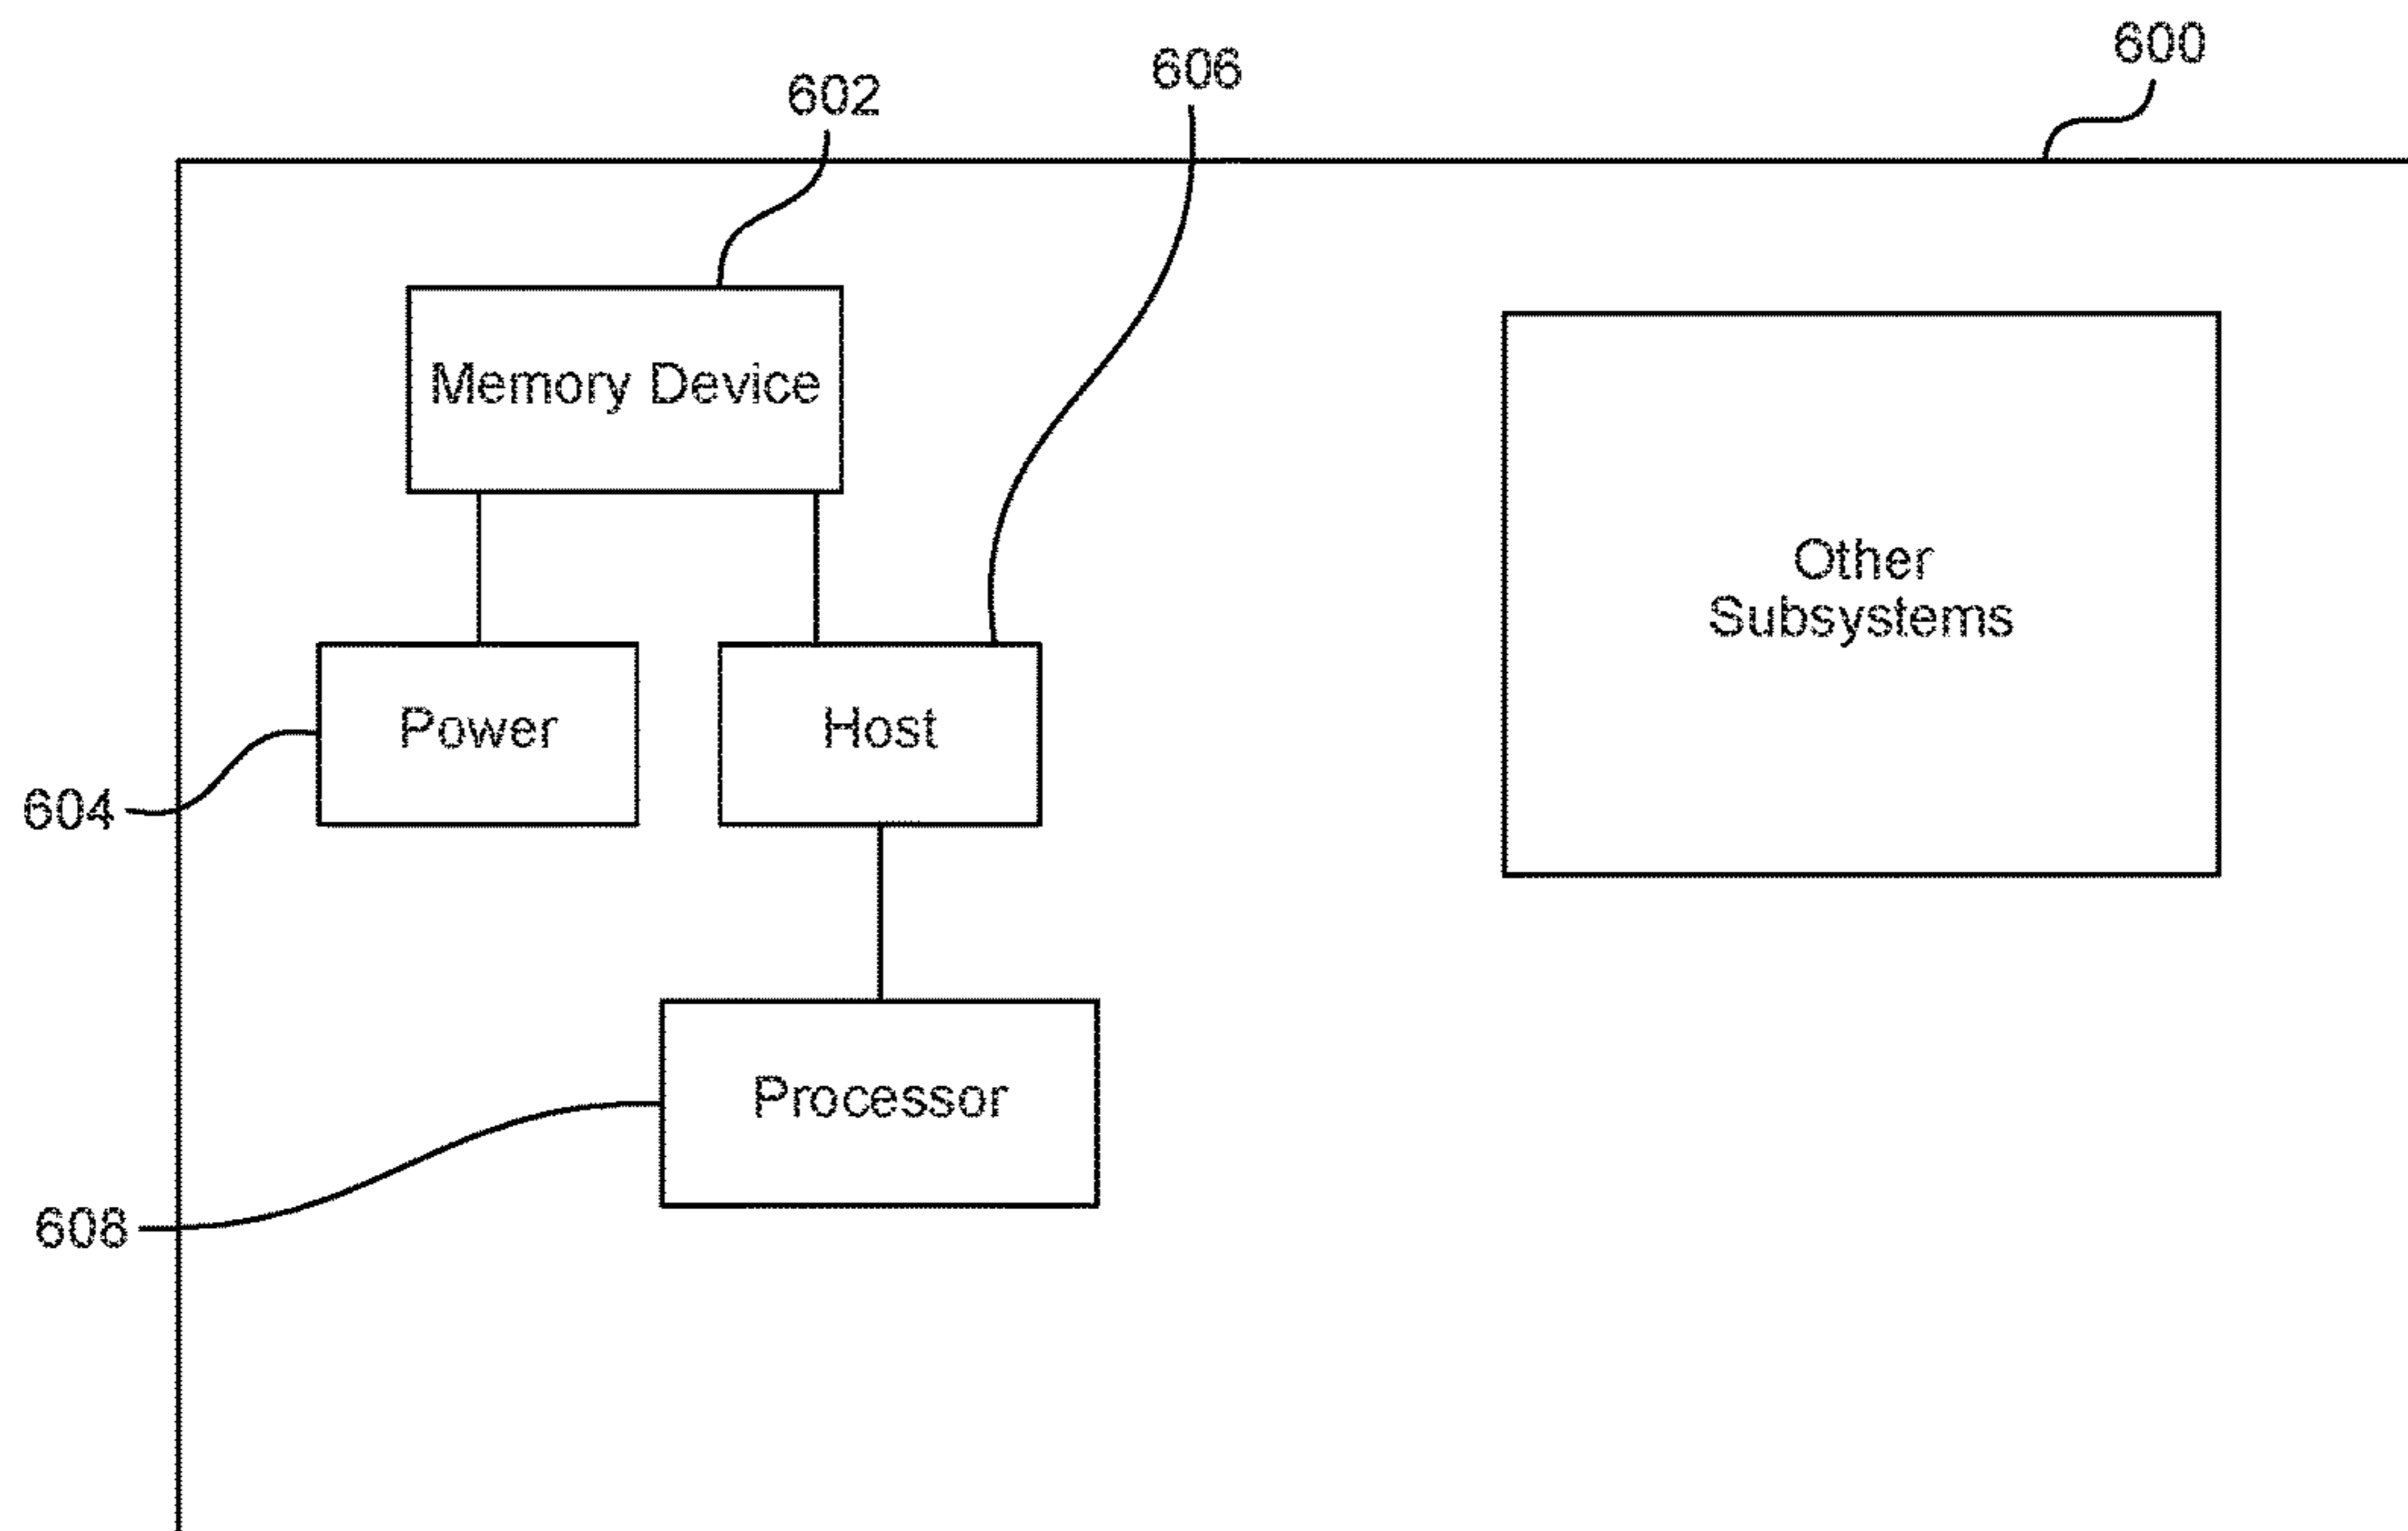 600
606
602
Memory Device
Other
Subsystems
Power
Host
604
Processor
608